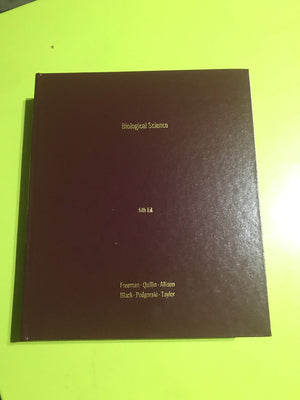 Biological Science
6th Ed.
Freeman · Quillin · Allison
Black · Podgorski · Taylor